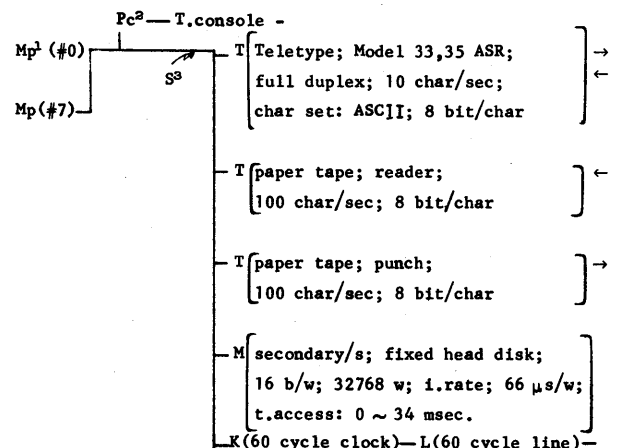 Pc² — T.console -
Mp¹ (#0)
S³
Mp(#7)
T [Teletype; Model 33,35 ASR; →
full duplex; 10 char/sec; ←
char set: ASCII; 8 bit/char]
T [paper tape; reader; ←
100 char/sec; 8 bit/char]
T [paper tape; punch; →
100 char/sec; 8 bit/char]
M [secondary/s; fixed head disk;
16 b/w; 32768 w; i.rate; 66 μs/w;
t.access: 0 ~ 34 msec.]
K(60 cycle clock)—L(60 cycle line)—